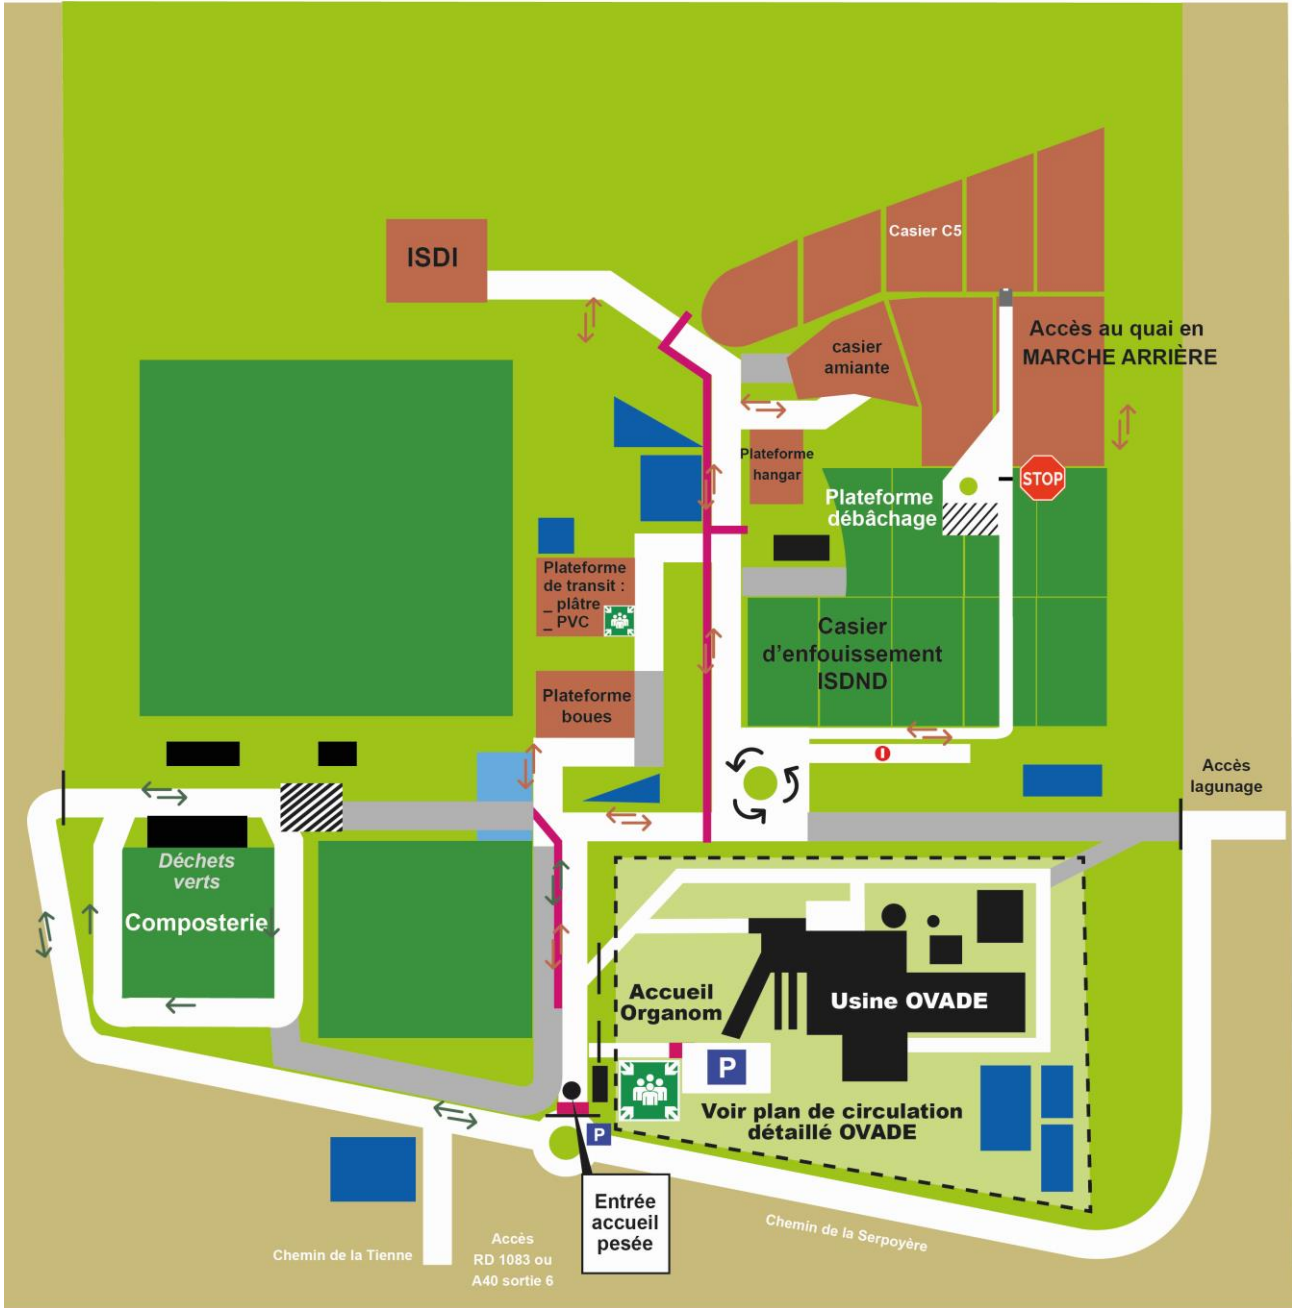 ISDI
Casier C5
Accès au quai en
MARCHE ARRIÈRE
casier
amiante
Plateforme
hangar
STOP
Plateforme
débâchage
Plateforme
de transit :
_ plâtre
_ PVC
Casier
d'enfouissement
ISDND
Plateforme
boues
Accès
lagunage
Déchets
verts
Composterie
Accueil
Organom
Usine OVADE
P
Voir plan de circulation
détaillé OVADE
P
Entrée
accueil
pesée
Chemin de la Serpoyère
Chemin de la Tienne
Accès
RD 1083 ou
A40 sortie 6